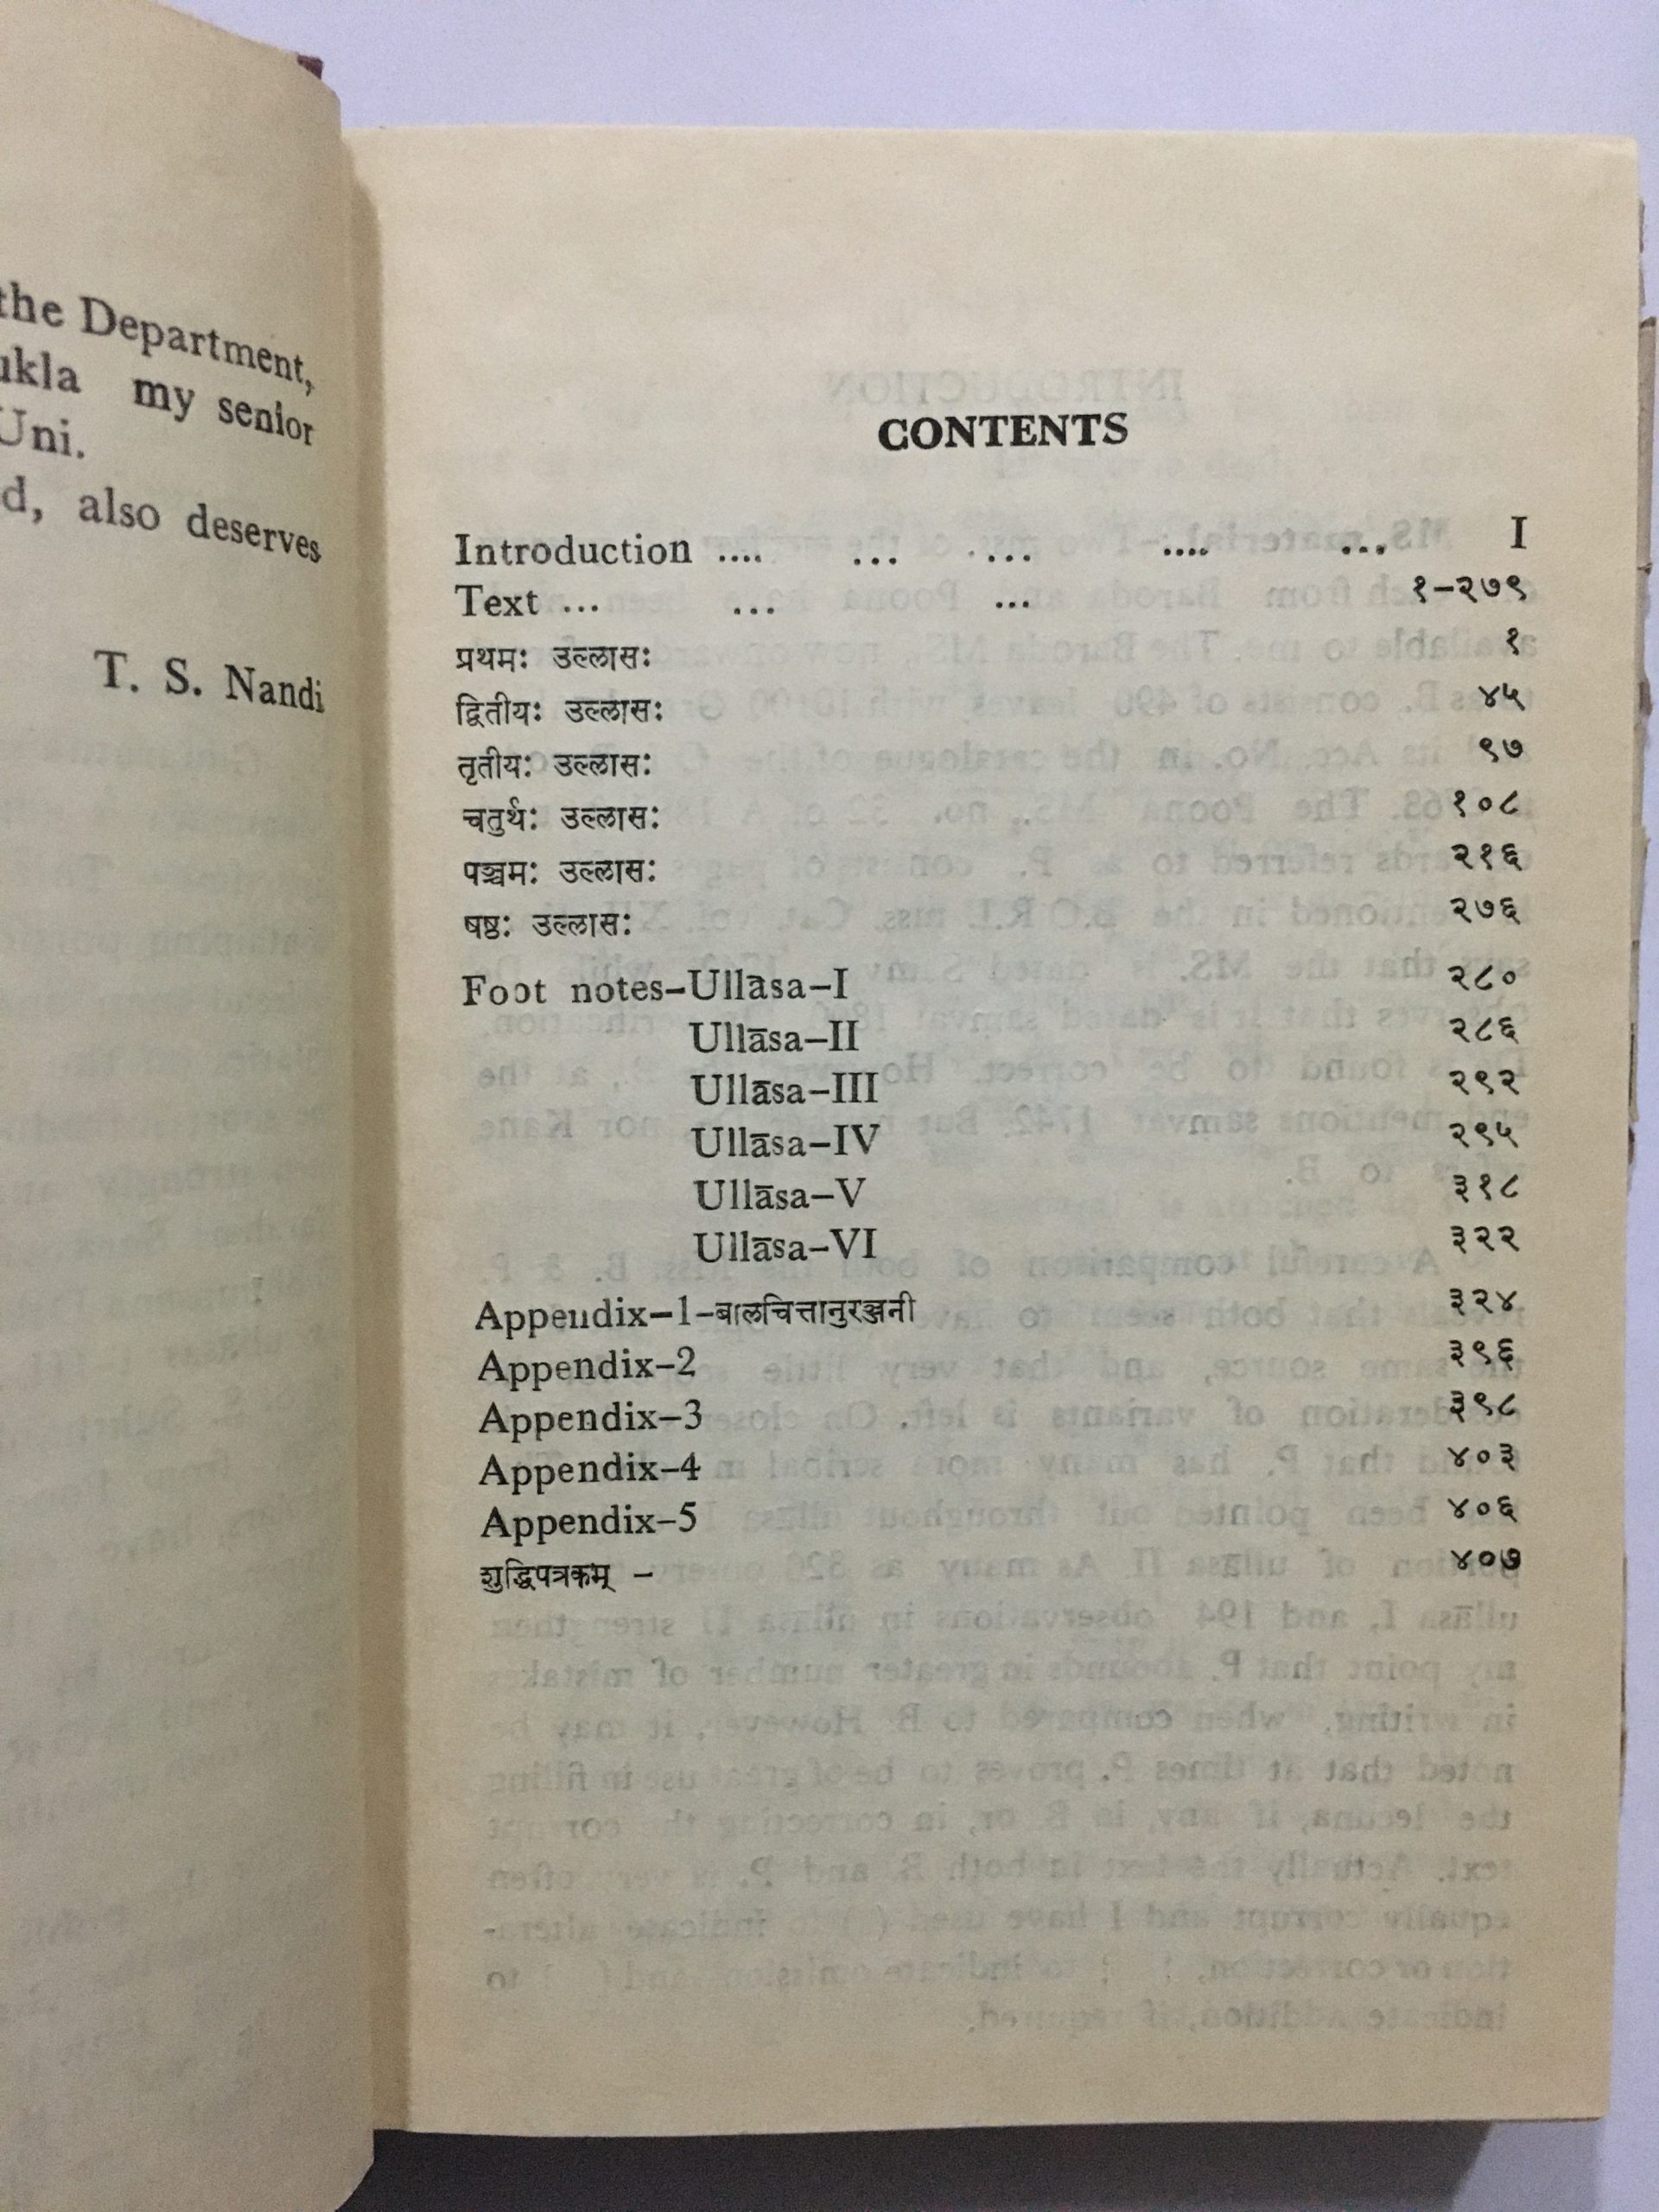 the Department,
ukla my senior
Uni.
d, also deserves
T. S. Nandi
CONTENTS
Introduction .... ... ... .... ... I
Text ... ... ... १-२७९
प्रथमः उल्लासः १
द्वितीयः उल्लासः ४५
तृतीयः उल्लासः ९७
चतुर्थः उल्लासः १०८
पञ्चमः उल्लासः २१६
षष्ठः उल्लासः २७६
Foot notes-Ullāsa-I २८०
Ullāsa-II २८६
Ullāsa-III २९२
Ullāsa-IV २९५
Ullāsa-V ३१८
Ullāsa-VI ३२२
Appendix-1-बालचित्तानुरञ्जनी ३२४
Appendix-2 ३९६
Appendix-3 ३९८
Appendix-4 ४०३
Appendix-5 ४०६
शुद्धिपत्रकम् - ४०७